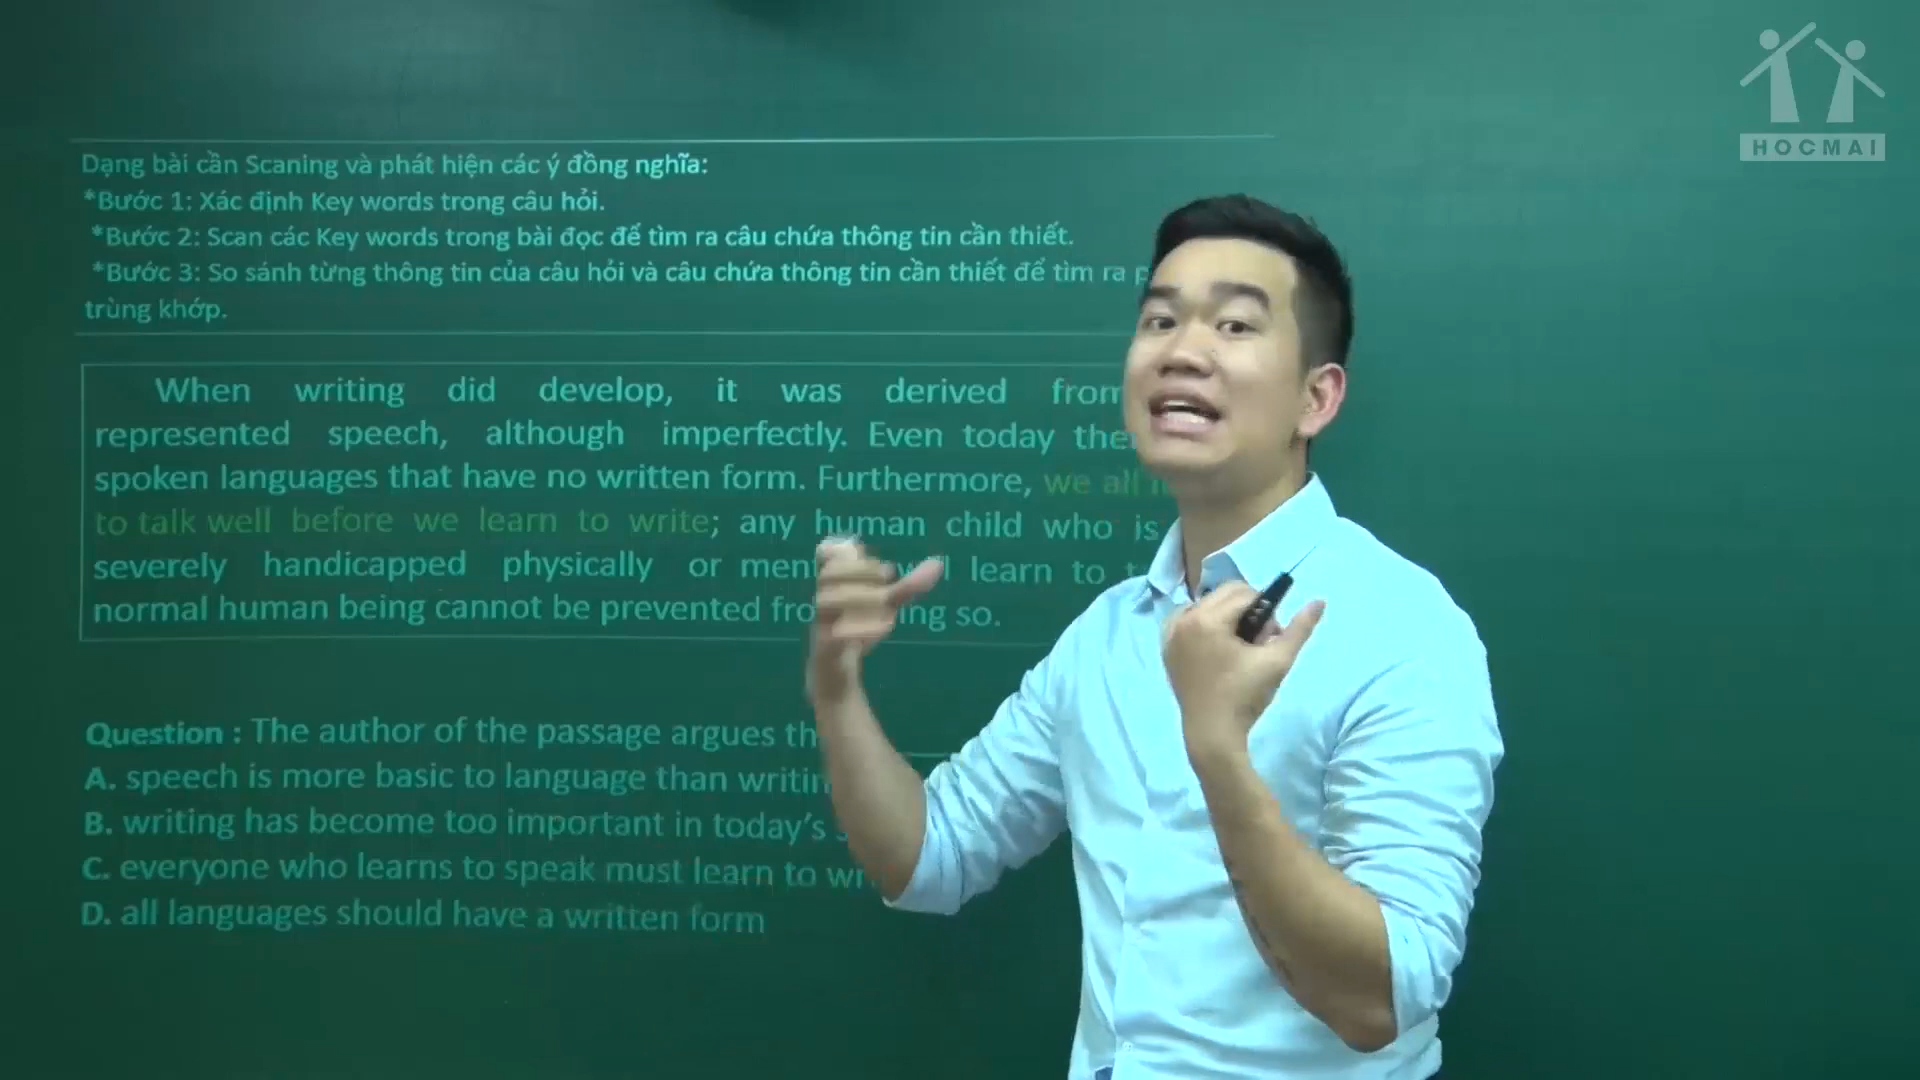 HOCMAI
Dạng bài cần Scaning và phát hiện các ý đồng nghĩa:
*Bước 1: Xác định Key words trong câu hỏi.
*Bước 2: Scan các Key words trong bài đọc để tìm ra câu chứa thông tin cần thiết.
*Bước 3: So sánh từng thông tin của câu hỏi và câu chứa thông tin cần thiết để tìm ra
trùng khớp.
When writing did develop, it was derived from
represented speech, although imperfectly. Even today
spoken languages that have no written form. Furthermore, we all
to talk well before we learn to write; any human child who is
severely handicapped physically or learn to
normal human being cannot be prevented so.
Question : The author of the passage argues
A. speech is more basic to language than
B. writing has become too important in today's
C. everyone who learns to speak must learn to
D. all languages should have a written form